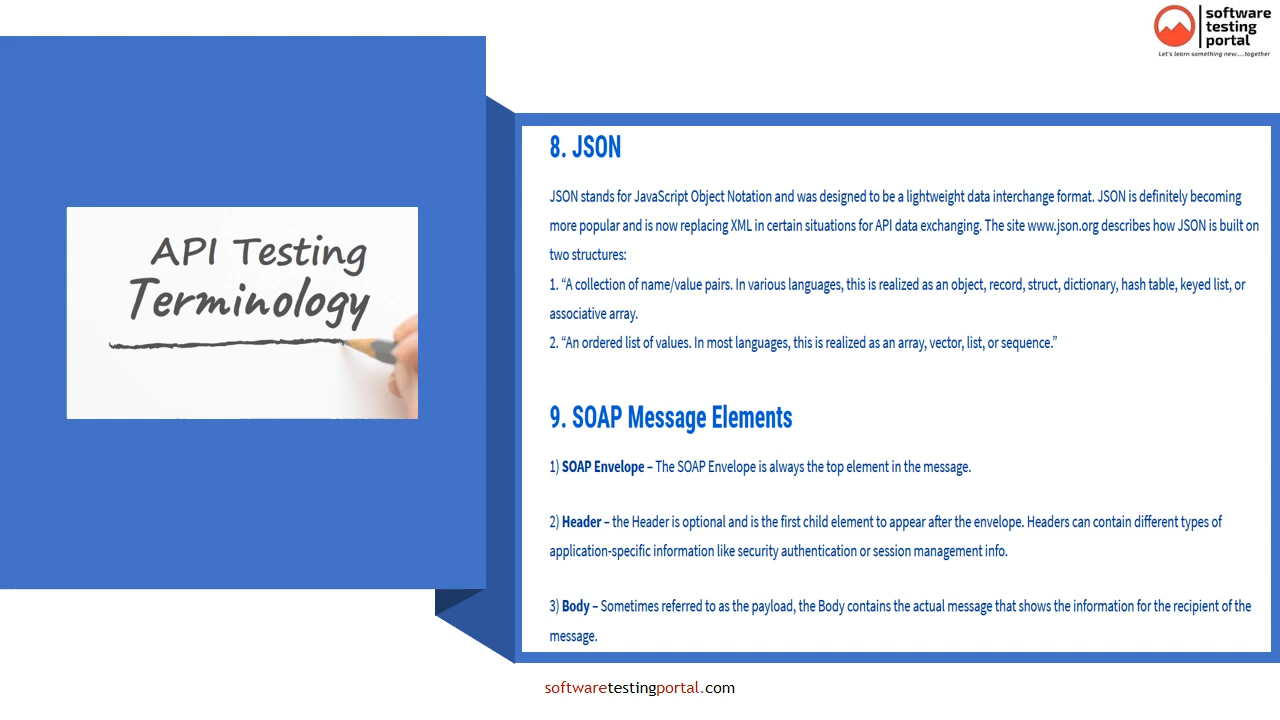 software
testing
portal
Let's learn something new....together
API Testing
Terminology
8. JSON
JSON stands for JavaScript Object Notation and was designed to be a lightweight data interchange format. JSON is definitely becoming
more popular and is now replacing XML in certain situations for API data exchanging. The site www.json.org describes how JSON is built on
two structures:
1. “A collection of name/value pairs. In various languages, this is realized as an object, record, struct, dictionary, hash table, keyed list, or
associative array.
2. “An ordered list of values. In most languages, this is realized as an array, vector, list, or sequence.”
9. SOAP Message Elements
1) SOAP Envelope – The SOAP Envelope is always the top element in the message.
2) Header – the Header is optional and is the first child element to appear after the envelope. Headers can contain different types of
application-specific information like security authentication or session management info.
3) Body – Sometimes referred to as the payload, the Body contains the actual message that shows the information for the recipient of the
message.
softwaretestingportal.com